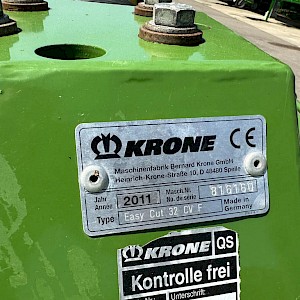 KRONE CE
Maschinenfabrik Bernard Krone GmbH
Heinrich-Krone-Straße 10, D 48480 Spelle
Jahr
Année
2011
Masch.Nr.
No. de série
816160
Type
Easy Cut 32 CV F
Made in
Germany
KRONE QS
Kontrolle frei
Unterschrift: